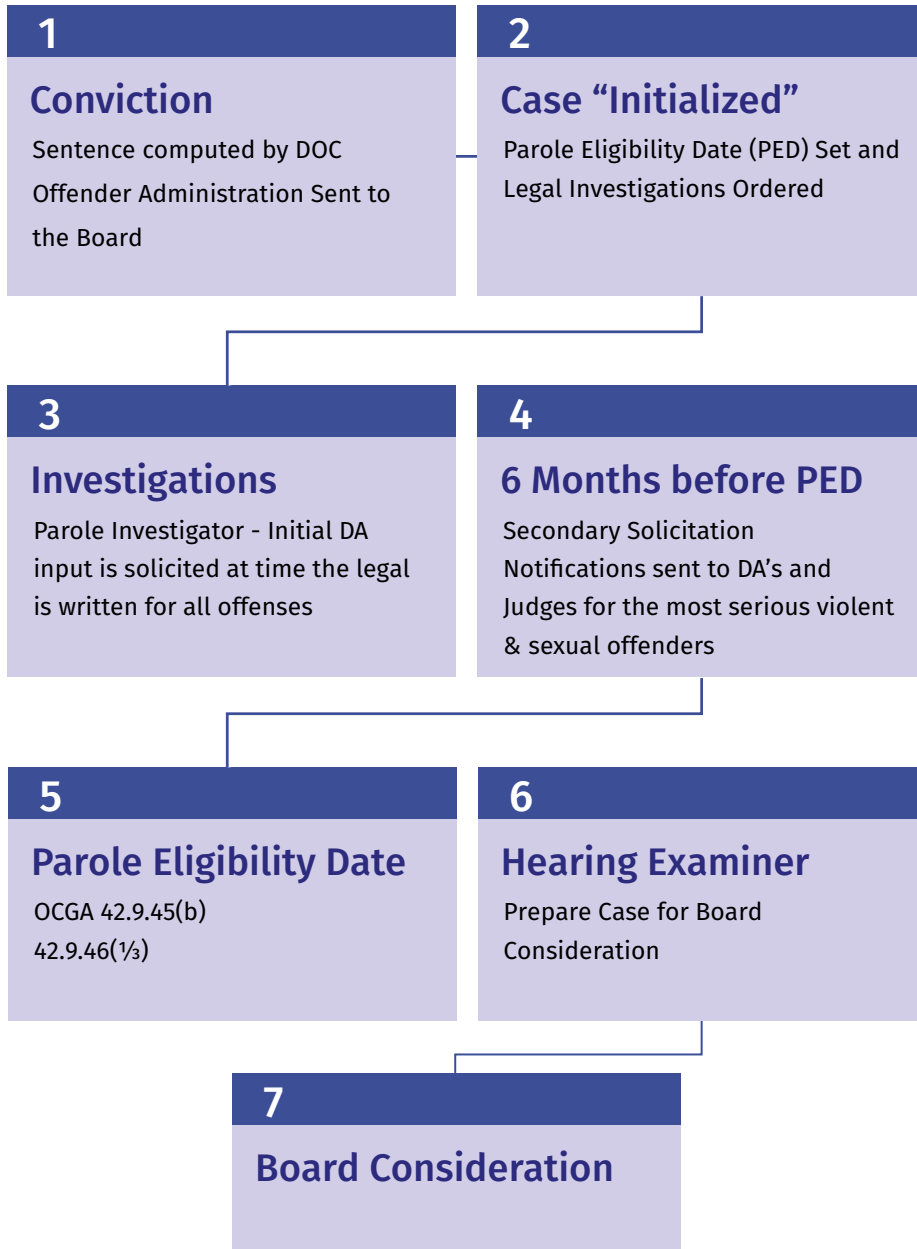 1
Conviction
Sentence computed by DOC
Offender Administration Sent to
the Board
2
Case “Initialized”
Parole Eligibility Date (PED) Set and
Legal Investigations Ordered
3
Investigations
Parole Investigator - Initial DA
input is solicited at time the legal
is written for all offenses
4
6 Months before PED
Secondary Solicitation
Notifications sent to DA’s and
Judges for the most serious violent
& sexual offenders
5
Parole Eligibility Date
OCGA 42.9.45(b)
42.9.46(⅓)
6
Hearing Examiner
Prepare Case for Board
Consideration
7
Board Consideration